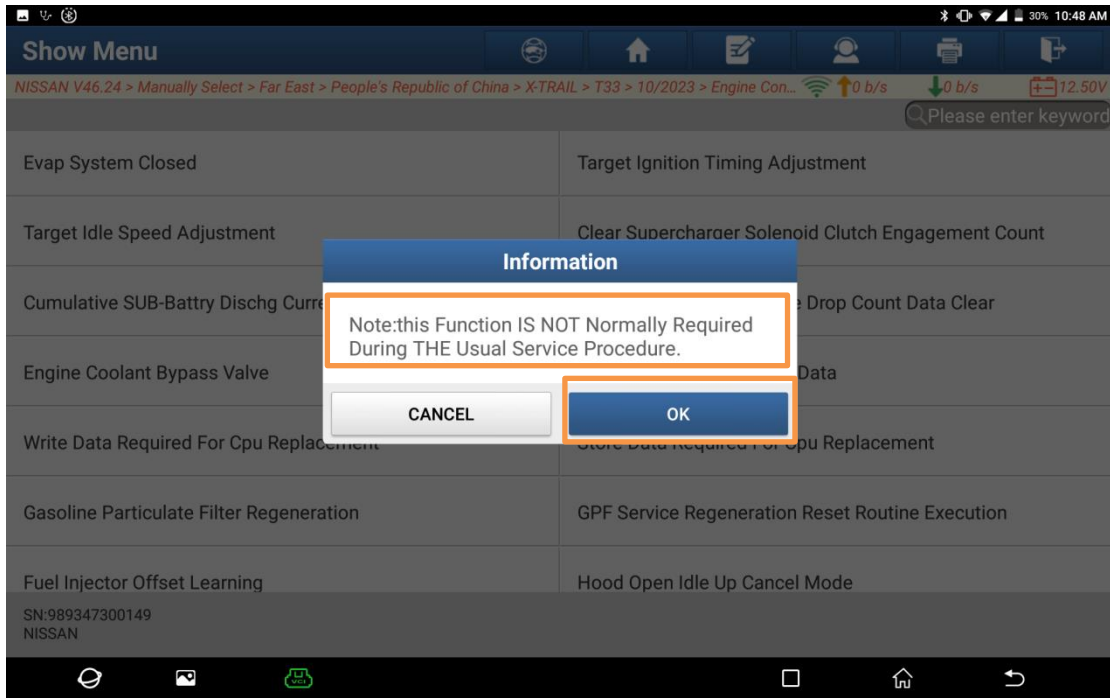 30% 10:48 AM
Show Menu
NISSAN V46.24 > Manually Select > Far East > People's Republic of China > X-TRAIL > T33 > 10/2023 > Engine Con... 0 b/s 0 b/s 12.50V
Please enter keyword
Evap System Closed
Target Ignition Timing Adjustment
Target Idle Speed Adjustment
Clear Supercharger Solenoid Clutch Engagement Count
Information
Cumulative SUB-Battry Dischg
Drop Count Data Clear
Note:this Function IS NOT Normally Required
During THE Usual Service Procedure.
Engine Coolant Bypass Valve
Data
CANCEL
OK
Write Data Required For Cpu Replacement
Store Data Required For Cpu Replacement
Gasoline Particulate Filter Regeneration
GPF Service Regeneration Reset Routine Execution
Fuel Injector Offset Learning
Hood Open Idle Up Cancel Mode
SN:989347300149
NISSAN
VCI